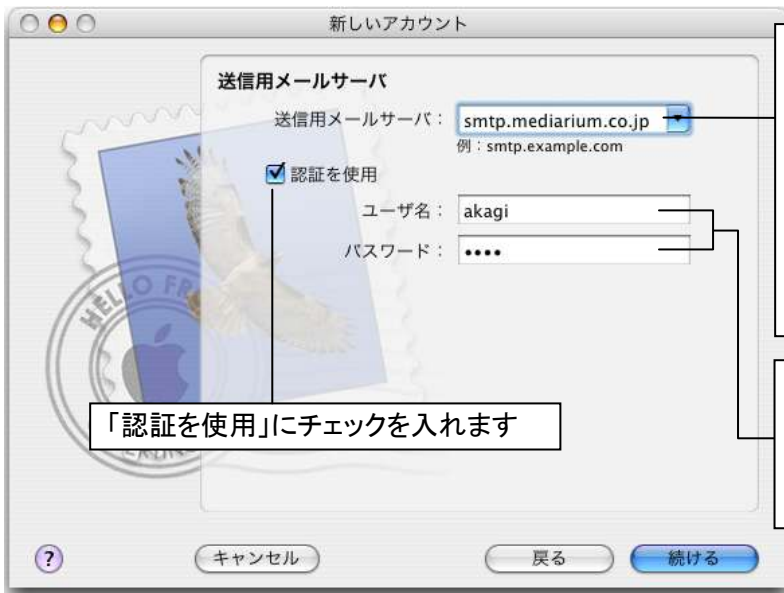 新しいアカウント
送信用メールサーバ
送信用メールサーバ：smtp.mediarium.co.jp
例：smtp.example.com
認証を使用
ユーザ名：akagi
パスワード：••••
HELLO FR
「認証を使用」にチェックを入れます
? キャンセル 戻る 続ける